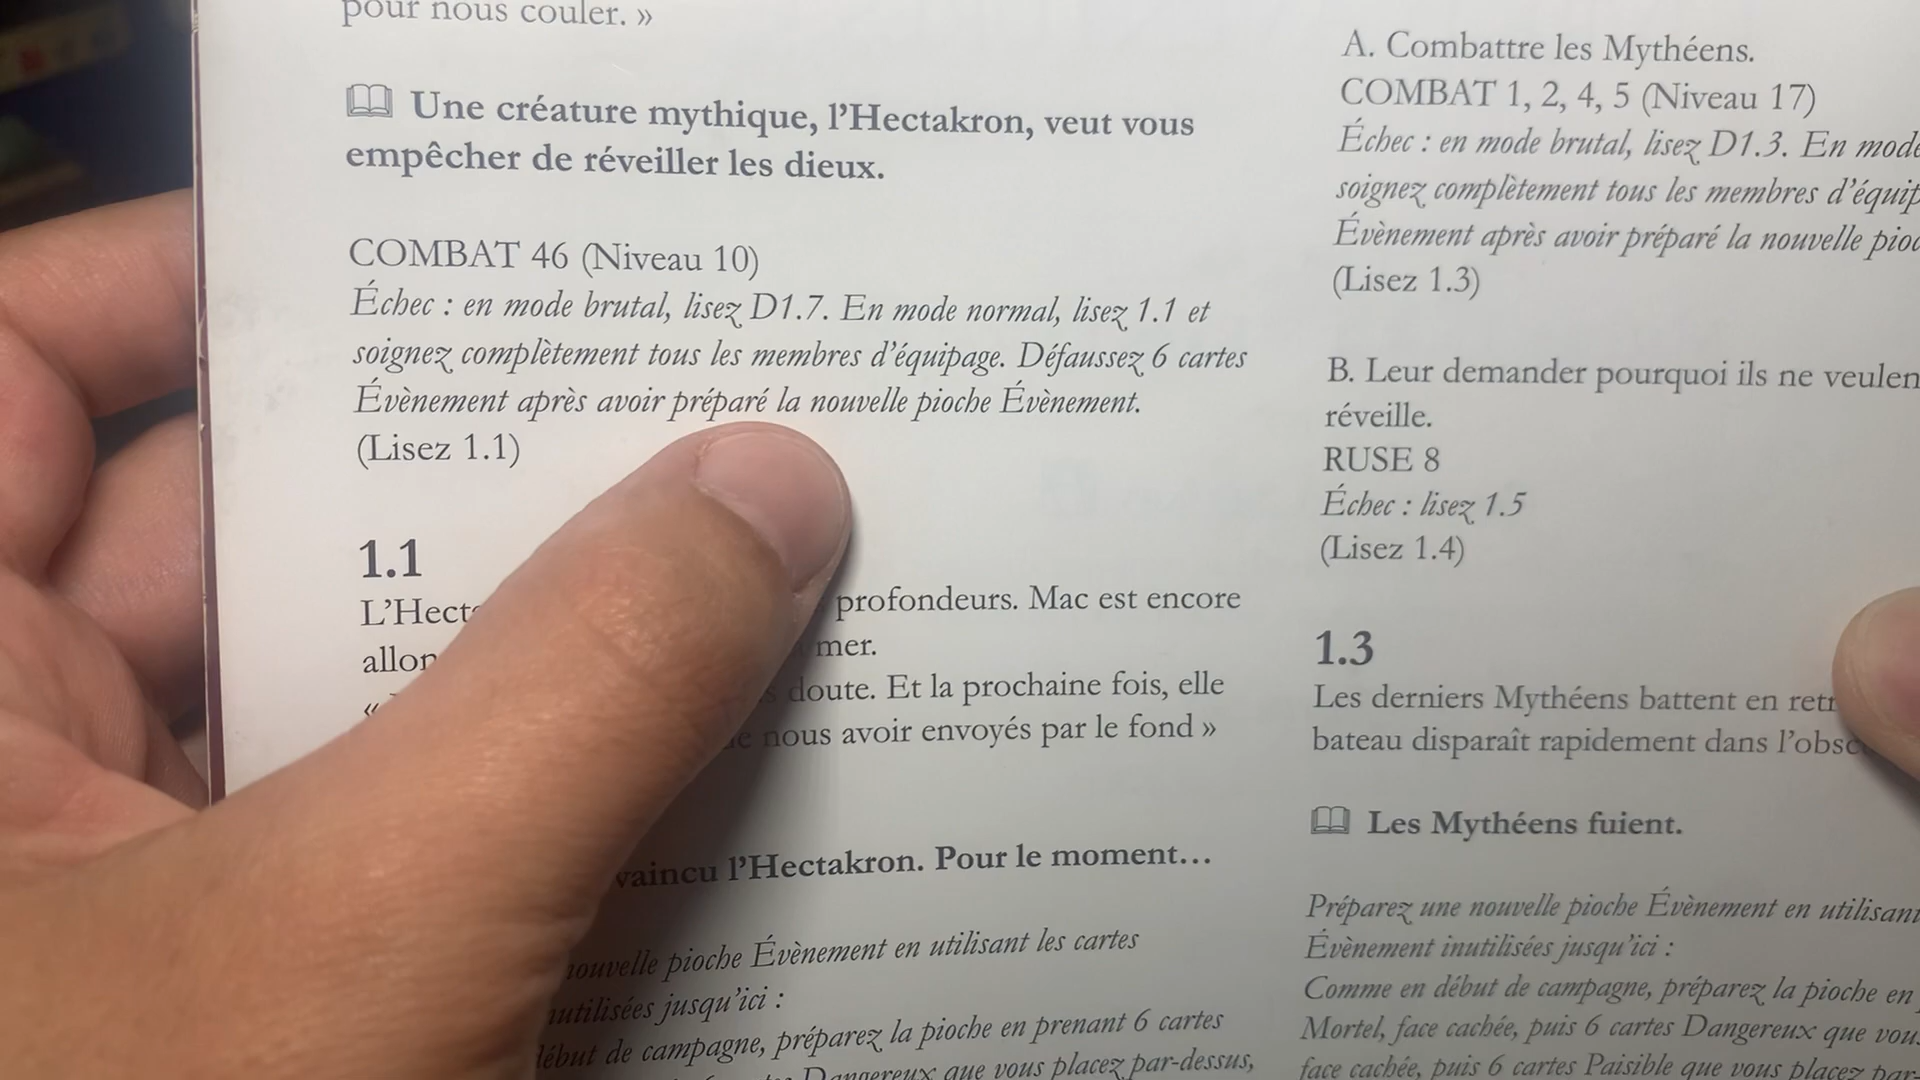 pour nous couler. »
Une créature mythique, l'Hectakron, veut vous
empêcher de réveiller les dieux.
COMBAT 46 (Niveau 10)
Échec : en mode brutal, lisez D1.7. En mode normal, lisez 1.1 et
soignez complètement tous les membres d'équipage. Défaussez 6 cartes
Évènement après avoir préparé la nouvelle pioche Évènement.
(Lisez 1.1)
1.1
L'Hect
profondeurs. Mac est encore
allon
mer.
«
doute. Et la prochaine fois, elle
nous avoir envoyés par le fond »
vaincu l'Hectakron. Pour le moment…
nouvelle pioche Évènement en utilisant les cartes
inutilisées jusqu'ici :
début de campagne, préparez la pioche en prenant 6 cartes
Dangereux que vous placez par-dessus,
A. Combattre les Mythéens.
COMBAT 1, 2, 4, 5 (Niveau 17)
Échec : en mode brutal, lisez D1.3. En mode
soignez complètement tous les membres d'équip
Évènement après avoir préparé la nouvelle pioc
(Lisez 1.3)
B. Leur demander pourquoi ils ne veulen
réveille.
RUSE 8
Échec : lisez 1.5
(Lisez 1.4)
1.3
Les derniers Mythéens battent en retr
bateau disparaît rapidement dans l'obsc
Les Mythéens fuient.
Préparez une nouvelle pioche Évènement en utilisant
Évènement inutilisées jusqu'ici :
Comme en début de campagne, préparez la pioche en
Mortel, face cachée, puis 6 cartes Dangereux que vous
face cachée, puis 6 cartes Paisible que vous placez par-